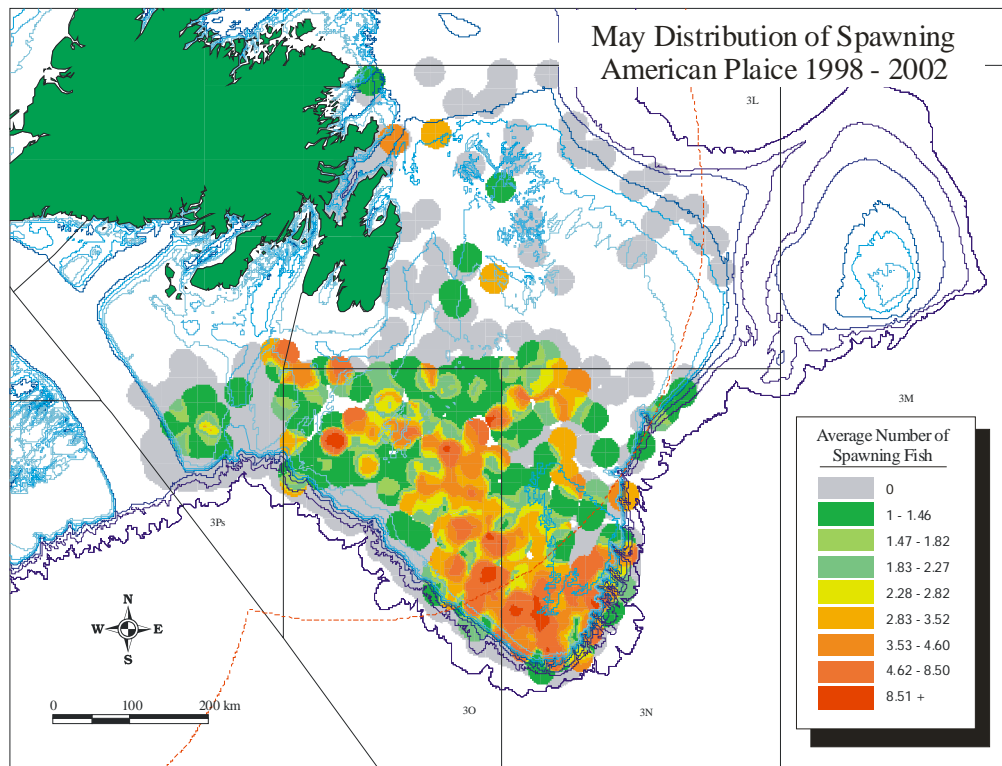 May Distribution of Spawning
American Plaice 1998 - 2002
3L
3M
Average Number of
Spawning Fish
0
1 - 1.46
1.47 - 1.82
1.83 - 2.27
2.28 - 2.82
2.83 - 3.52
3.53 - 4.60
4.62 - 8.50
8.51 +
3Ps
N
W E
S
0 100 200 km
3O
3N